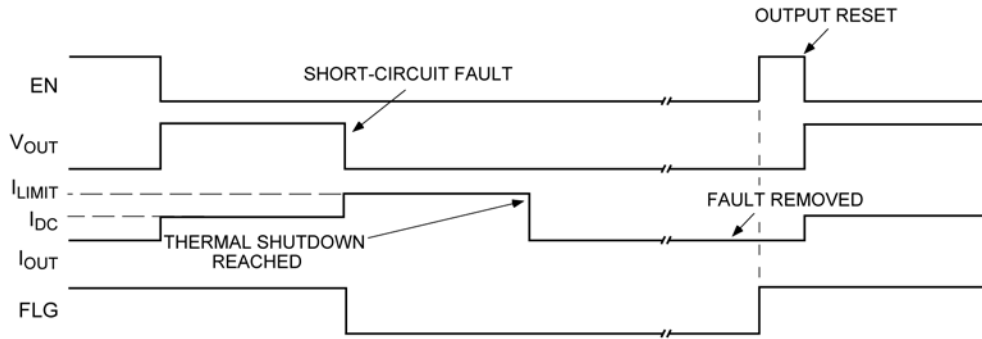 OUTPUT RESET
EN
SHORT-CIRCUIT FAULT
VOUT
ILIMIT
IDC
FAULT REMOVED
THERMAL SHUTDOWN
REACHED
IOUT
FLG